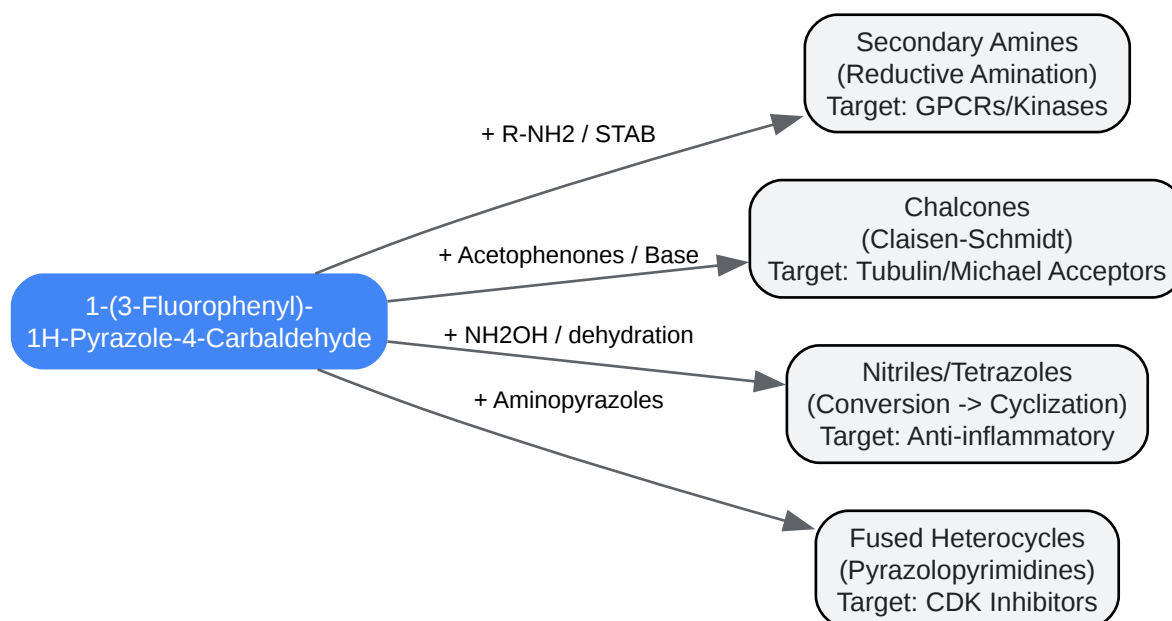 1-(3-Fluorophenyl)-
1H-Pyrazole-4-Carbaldehyde
+ R-NH2 / STAB
Secondary Amines
(Reductive Amination)
Target: GPCRs/Kinases
+ Acetophenones / Base
Chalcones
(Claisen-Schmidt)
Target: Tubulin/Michael Acceptors
+ NH2OH / dehydration
Nitriles/Tetrazoles
(Conversion -> Cyclization)
Target: Anti-inflammatory
+ Aminopyrazoles
Fused Heterocycles
(Pyrazolopyrimidines)
Target: CDK Inhibitors